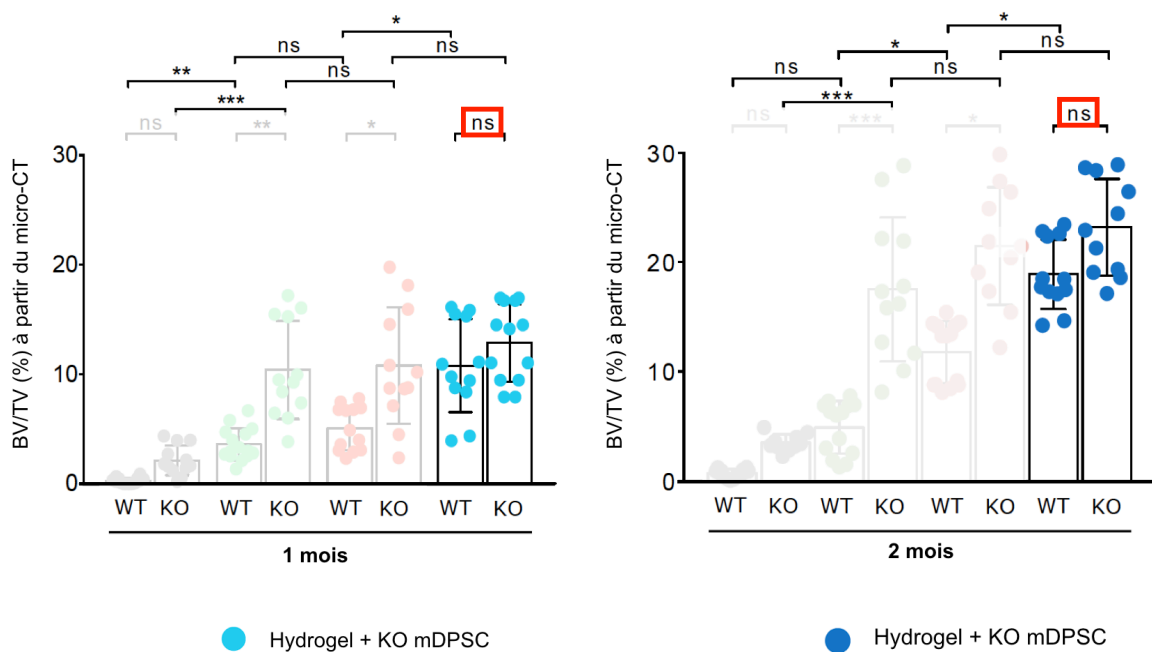 *
ns
ns
**
ns
***
ns
**
*
ns
30
20
10
0
BV/TV (%) à partir du micro-CT
WT KO WT KO WT KO WT KO
1 mois
Hydrogel + KO mDPSC
*
*
ns
ns
ns
***
ns
***
*
ns
30
20
10
0
BV/TV (%) à partir du micro-CT
WT KO WT KO WT KO WT KO
2 mois
Hydrogel + KO mDPSC